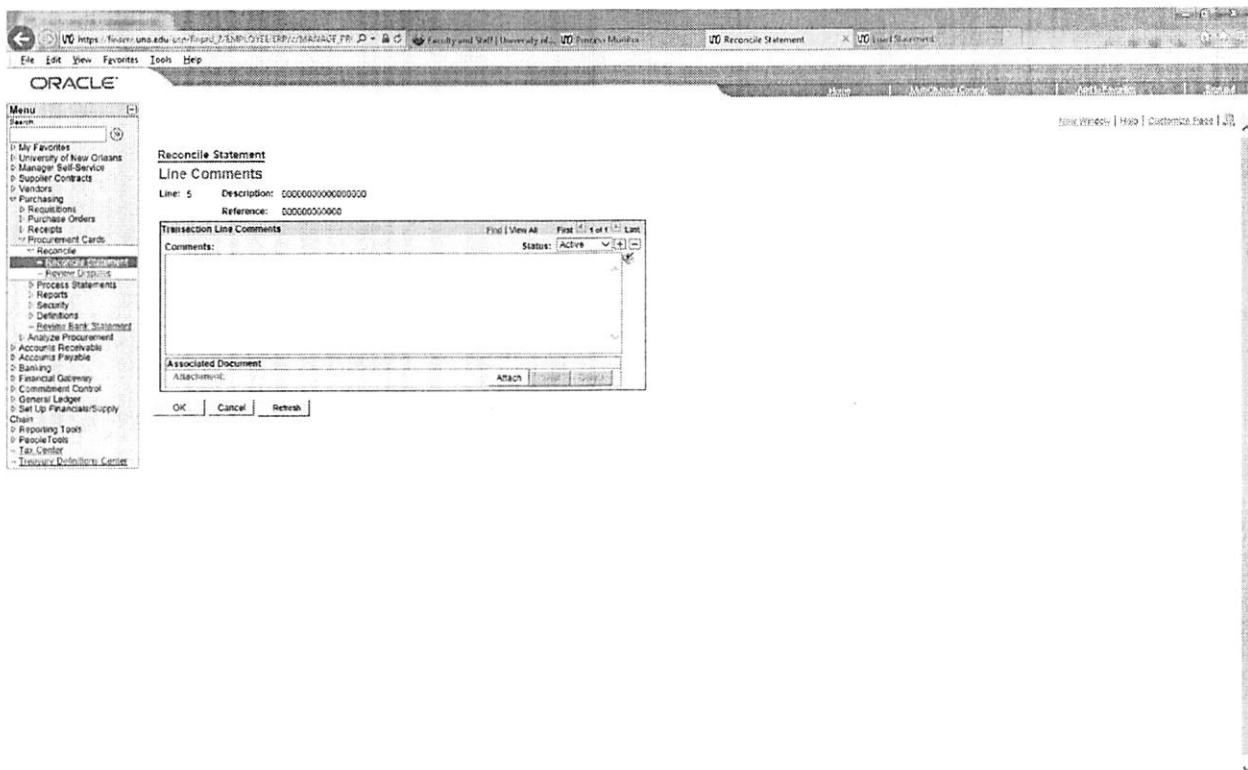 Reconcile Statement
File Edit View Favorites Tools Help
ORACLE
Home
New Window | Help | Customize Page
Menu
Search:
My Favorites
University of New Orleans
Manager Self-Service
Supplier Contracts
Vendors
Purchasing
Requisitions
Purchase Orders
Receipts
Procurement Cards
Reconcile
Reconcile Statement
Review Disputes
Process Statements
Reports
Security
Definitions
Review Bank Statement
Analyze Procurement
Accounts Receivable
Accounts Payable
Banking
Financial Gateway
Commitment Control
General Ledger
Set Up Financials/Supply
Chain
Reporting Tools
PeopleTools
Tax Center
Treasury Definitions Center
Reconcile Statement
Line Comments
Line: 5 Description: 0000000000000000
Reference: 000000000000
Transaction Line Comments Find | View All First 1 of 1 Last
Comments: Status: Active
Associated Document
Attachment: Attach
OK Cancel Refresh